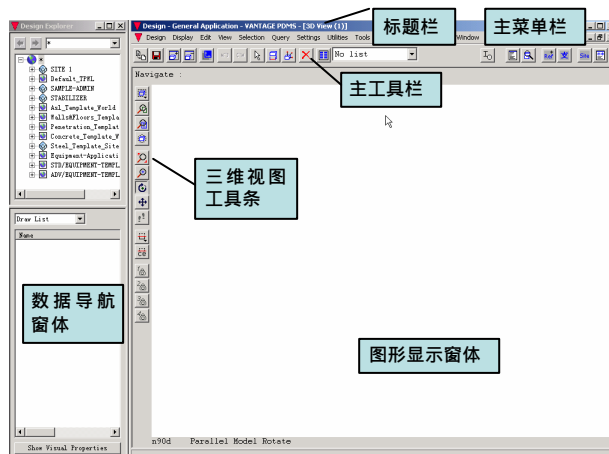 Design Explorer
Design - General Application - VANTAGE PDMS - [3D View (1)]
标题栏
主菜单栏
Design Display Edit View Selection Query Settings Utilities Tools
Window
No list
Navigate :
主工具栏
*
*
SITE 1
Default_TPWL
SAMPLE-ADMIN
STABILIZER
Asl_Template_World
Walls&Floors_Templa
Penetration_Templat
Concrete_Template_W
Steel_Template_Site
Equipment-Applicati
STD/EQUIPMENT-TEMPL
ADV/EQUIPMENT-TEMPL
三维视图
工具条
Draw List
Name
数据导航
窗体
图形显示窗体
n90d Parallel Model Rotate
Show Visual Properties